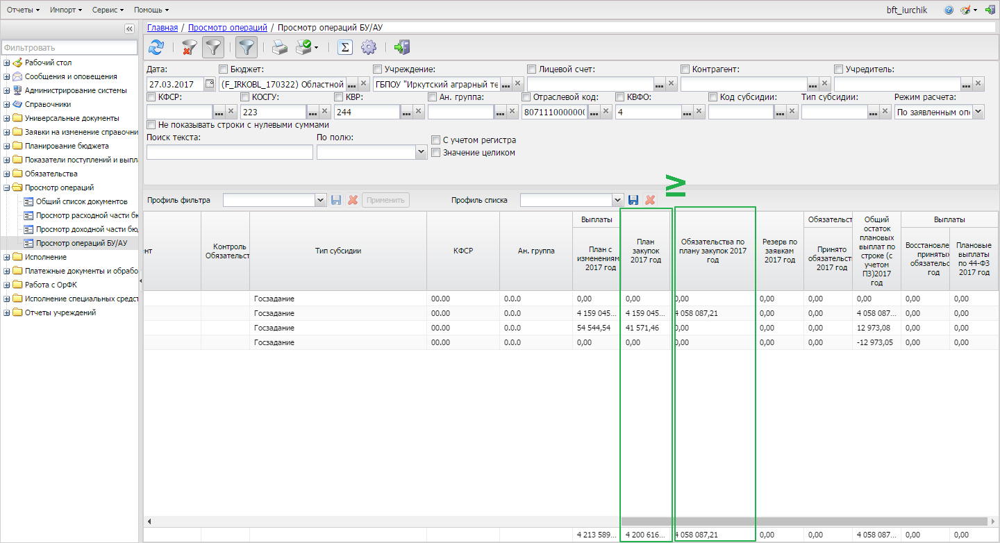 Отчеты Импорт Сервис Помощь bft_iurchik
Главная / Просмотр операций / Просмотр операций БУ/АУ
Фильтровать
Рабочий стол
Сообщения и оповещения
Администрирование системы
Справочники
Универсальные документы
Заявки на изменение справочни
Планирование бюджета
Показатели поступлений и выпла
Обязательства
Просмотр операций
Общий список документов
Просмотр расходной части бю
Просмотр доходной части бюд
Просмотр операций БУ/АУ
Исполнение
Платежные документы и обрабо
Работа с ОрФК
Исполнение специальных средст
Отчеты учреждений
Дата: Бюджет: Учреждение: Лицевой счет: Контрагент: Учредитель:
27.03.2017 (F_IRKOBL_170322) Областной ... ГБПОУ "Иркутский аграрный те ... ... ... ...
КФСР: КОСГУ: КВР: Ан. группа: Отраслевой код: КВФО: Код субсидии: Тип субсидии: Режим расчета:
... 223 ... 244 ... ... 8071110000000 ... 4 ... ... ... По заявленным опе
Не показывать строки с нулевыми суммами
Поиск текста: По полю: С учетом регистра
Значение целиком
≥
Профиль фильтра Применить Профиль списка
нт
Контроль
Обязательст
Тип субсидии
КФСР
Ан. группа
Выплаты
План с
изменениям
2017 год
План
закупок
2017 год
Обязательства по
плану закупок 2017
год
Резерв по
заявкам
2017 год
Обязательст
Принято
обязательств
2017 год
Общий
остаток
плановых
выплат по
строке (с
учетом
ПЗ)2017
год
Выплаты
Восстановле
принятых
обязательс
год
Плановые
выплаты
по 44-ФЗ
2017 год
Госзадание 00.00 0.0.0 0,00 0,00 0,00 0,00 0,00 0,00 0,00 0,00
Госзадание 00.00 0.0.0 4 159 045... 4 159 045... 4 058 087,21 0,00 0,00 4 058 087... 0,00 0,00
Госзадание 00.00 0.0.0 54 544,54 41 571,46 0,00 0,00 0,00 12 973,08 0,00 0,00
Госзадание 00.00 0.0.0 0,00 0,00 0,00 0,00 0,00 -12 973,05 0,00 0,00
4 213 589... 4 200 616... 4 058 087,21 0,00 0,00 4 058 087... 0,00 0,00